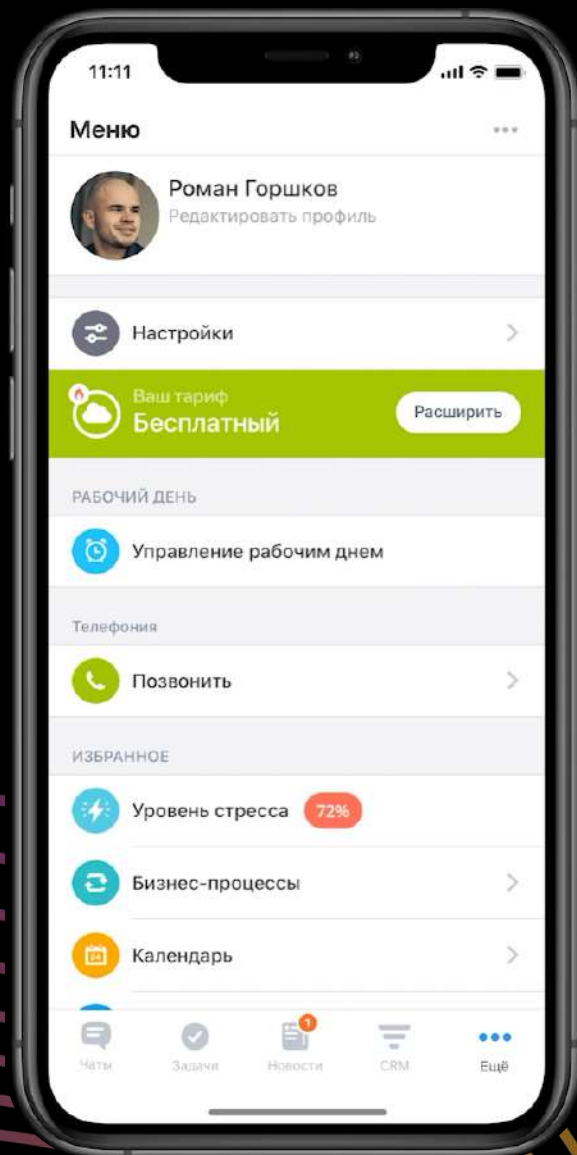 11:11
Меню
Роман Горшков
Редактировать профиль
Настройки
Ваш тариф
Бесплатный
Расширить
РАБОЧИЙ ДЕНЬ
Управление рабочим днем
Телефония
Позвонить
ИЗБРАННОЕ
Уровень стресса 72%
Бизнес-процессы
24
Календарь
1
Чаты Задачи Новости CRM Ещё